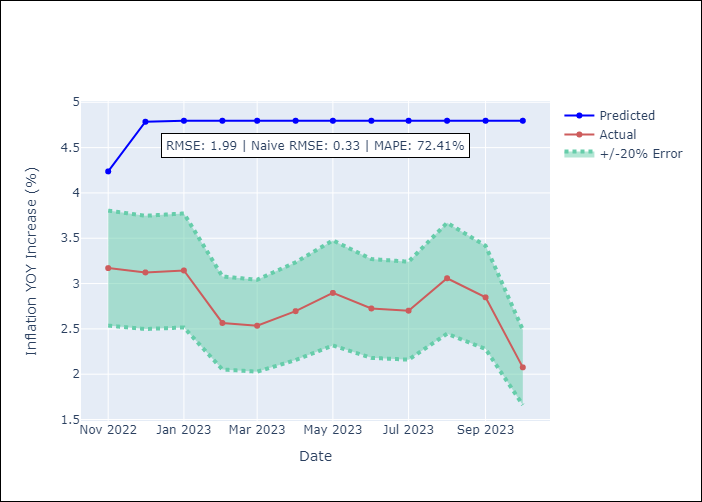 5
4.5
4
3.5
3
2.5
2
1.5
Inflation YOY Increase (%)
RMSE: 1.99 | Naive RMSE: 0.33 | MAPE: 72.41%
Predicted
Actual
+/-20% Error
Nov 2022 Jan 2023 Mar 2023 May 2023 Jul 2023 Sep 2023
Date